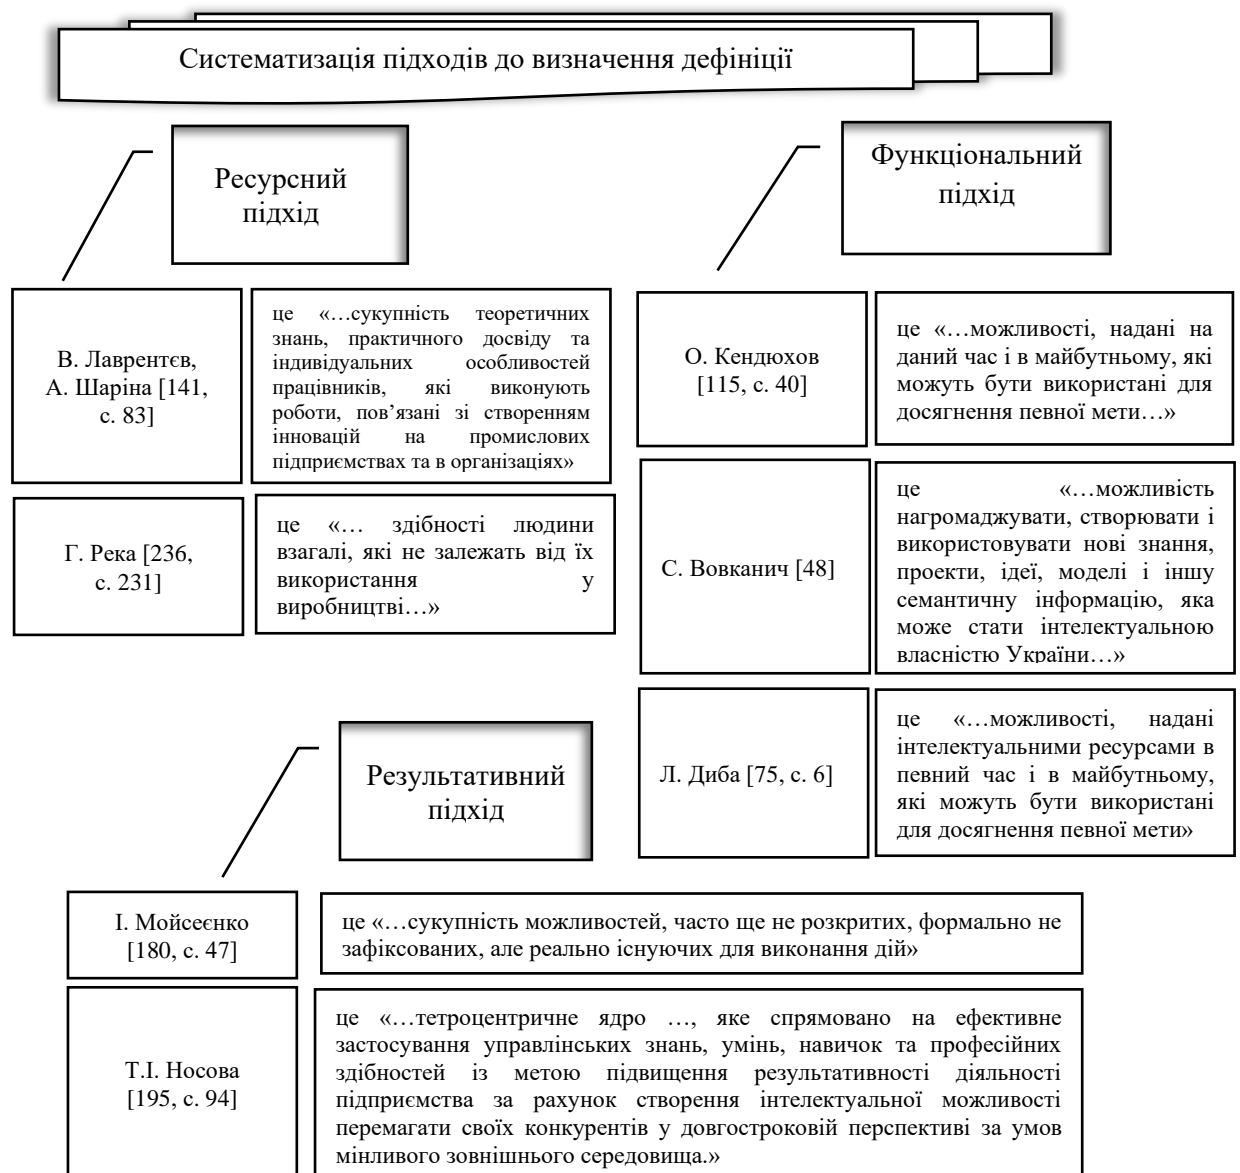 Систематизація підходів до визначення дефініції
Ресурсний
підхід
В. Лаврентєв,
А. Шаріна [141,
с. 83]
це «…сукупність теоретичних
знань, практичного досвіду та
індивідуальних особливостей
працівників, які виконують
роботи, пов’язані зі створенням
інновацій на промислових
підприємствах та в організаціях»
Г. Река [236,
с. 231]
це «… здібності людини
взагалі, які не залежать від їх
використання у
виробництві…»
Функціональний
підхід
О. Кендюхов
[115, с. 40]
це «…можливості, надані на
даний час і в майбутньому, які
можуть бути використані для
досягнення певної мети…»
С. Вовканич [48]
це «…можливість
нагромаджувати, створювати і
використовувати нові знання,
проекти, ідеї, моделі і іншу
семантичну інформацію, яка
може стати інтелектуальною
власністю України…»
Л. Диба [75, с. 6]
це «…можливості, надані
інтелектуальними ресурсами в
певний час і в майбутньому,
які можуть бути використані
для досягнення певної мети»
Результативний
підхід
І. Мойсеєнко
[180, с. 47]
це «…сукупність можливостей, часто ще не розкритих, формально не
зафіксованих, але реально існуючих для виконання дій»
Т.І. Носова
[195, с. 94]
це «…тетроцентричне ядро …, яке спрямовано на ефективне
застосування управлінських знань, умінь, навичок та професійних
здібностей із метою підвищення результативності діяльності
підприємства за рахунок створення інтелектуальної можливості
перемагати своїх конкурентів у довгостроковій перспективі за умов
мінливого зовнішнього середовища.»